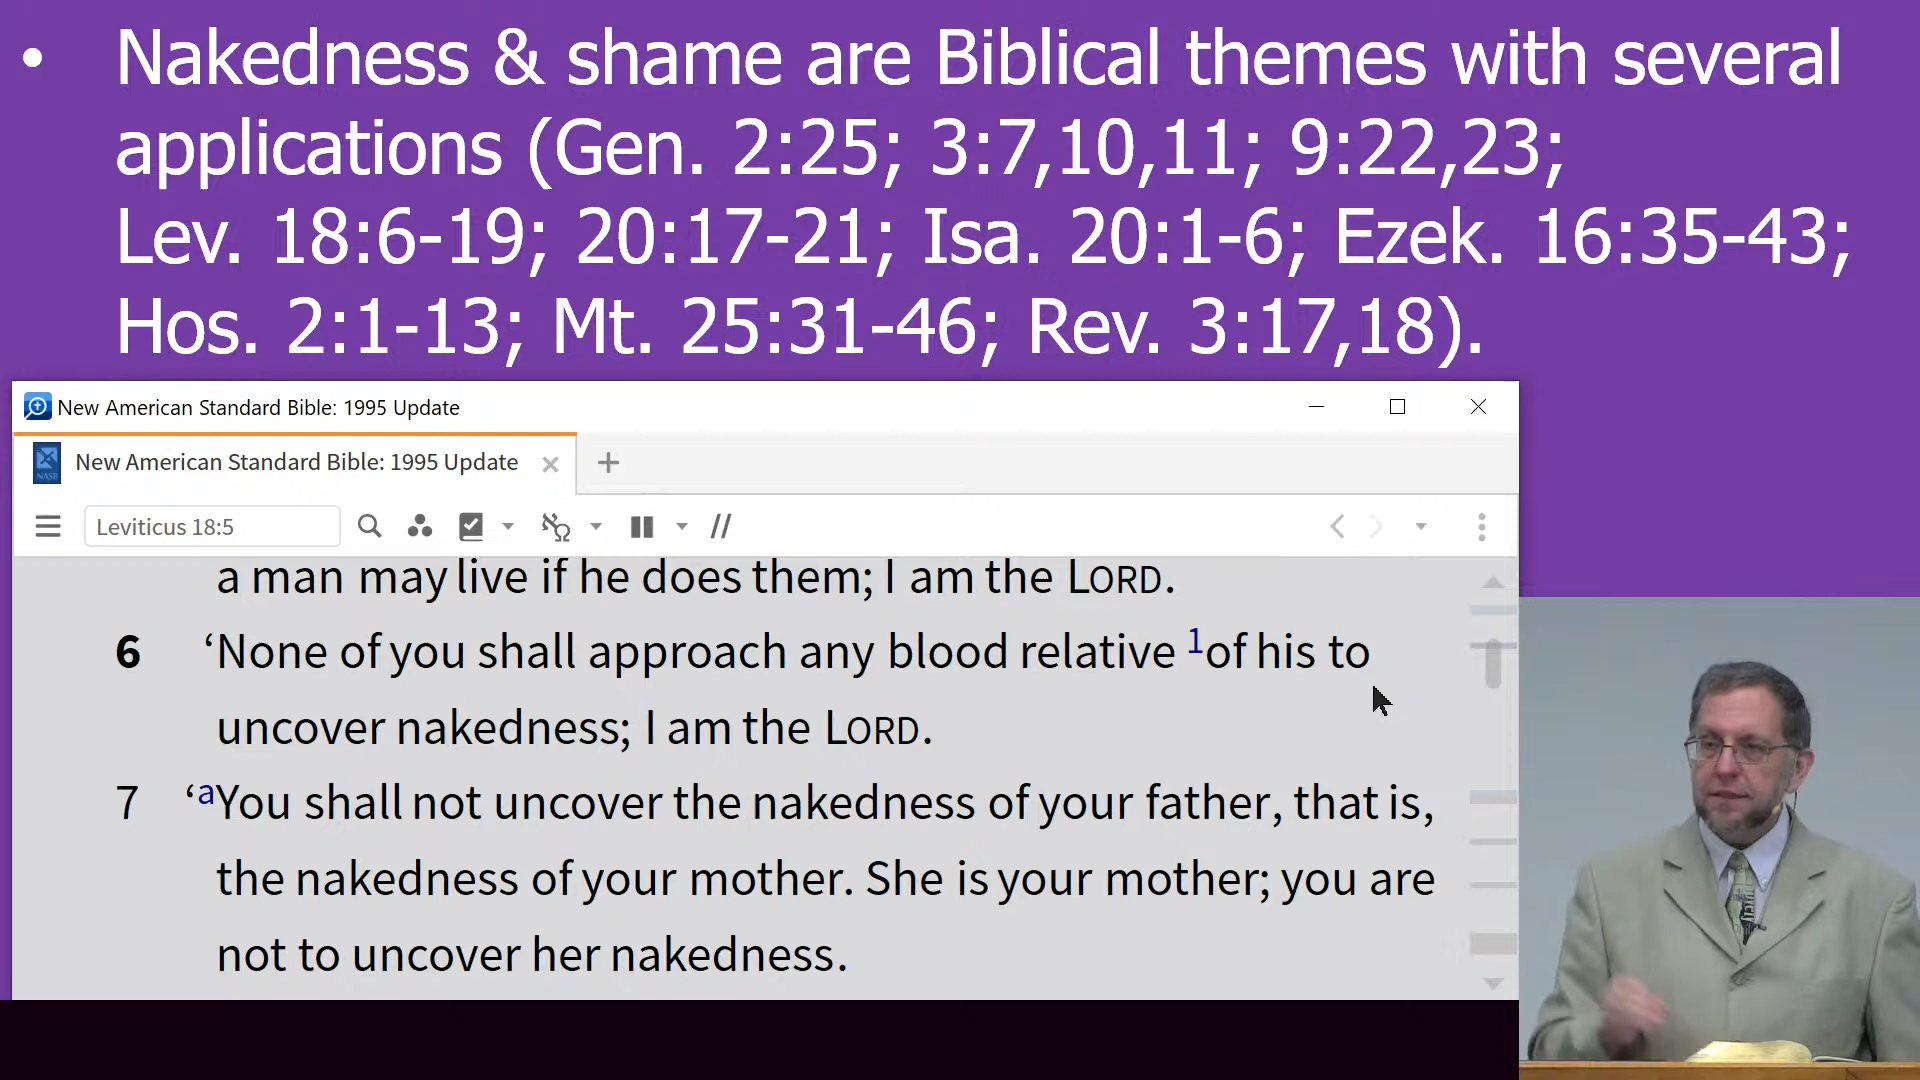 • Nakedness & shame are Biblical themes with several
applications (Gen. 2:25; 3:7,10,11; 9:22,23;
Lev. 18:6-19; 20:17-21; Isa. 20:1-6; Ezek. 16:35-43;
Hos. 2:1-13; Mt. 25:31-46; Rev. 3:17,18).
New American Standard Bible: 1995 Update
NASB
New American Standard Bible: 1995 Update
Leviticus 18:5
a man may live if he does them; I am the LORD.
6 ‘None of you shall approach any blood relative 1of his to
uncover nakedness; I am the LORD.
7 ‘aYou shall not uncover the nakedness of your father, that is,
the nakedness of your mother. She is your mother; you are
not to uncover her nakedness.